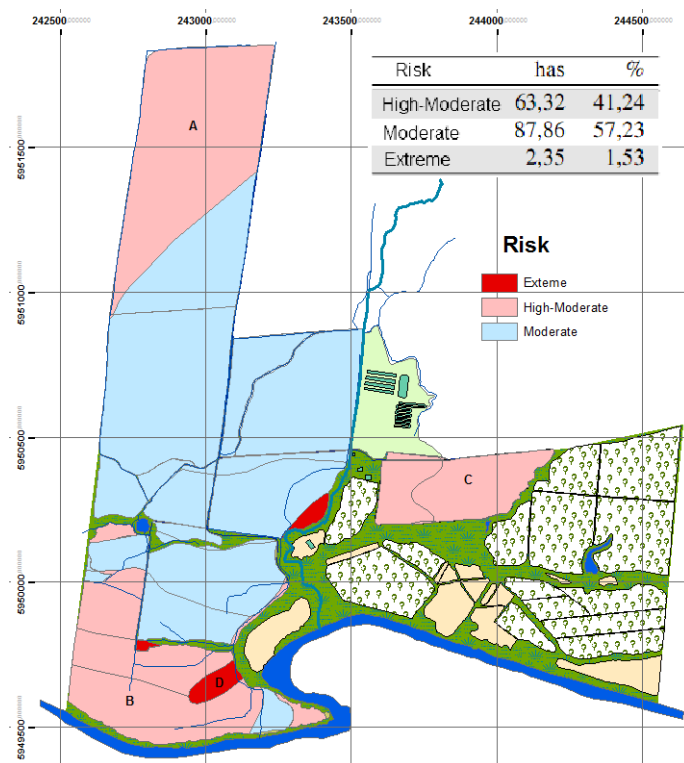 242500 243000 243500 244000 244500
Risk has %
High-Moderate 63,32 41,24
Moderate 87,86 57,23
Extreme 2,35 1,53
A
5951500
Risk
Exteme
High-Moderate
Moderate
5951000
5950500
C
5950000
D
B
5949500